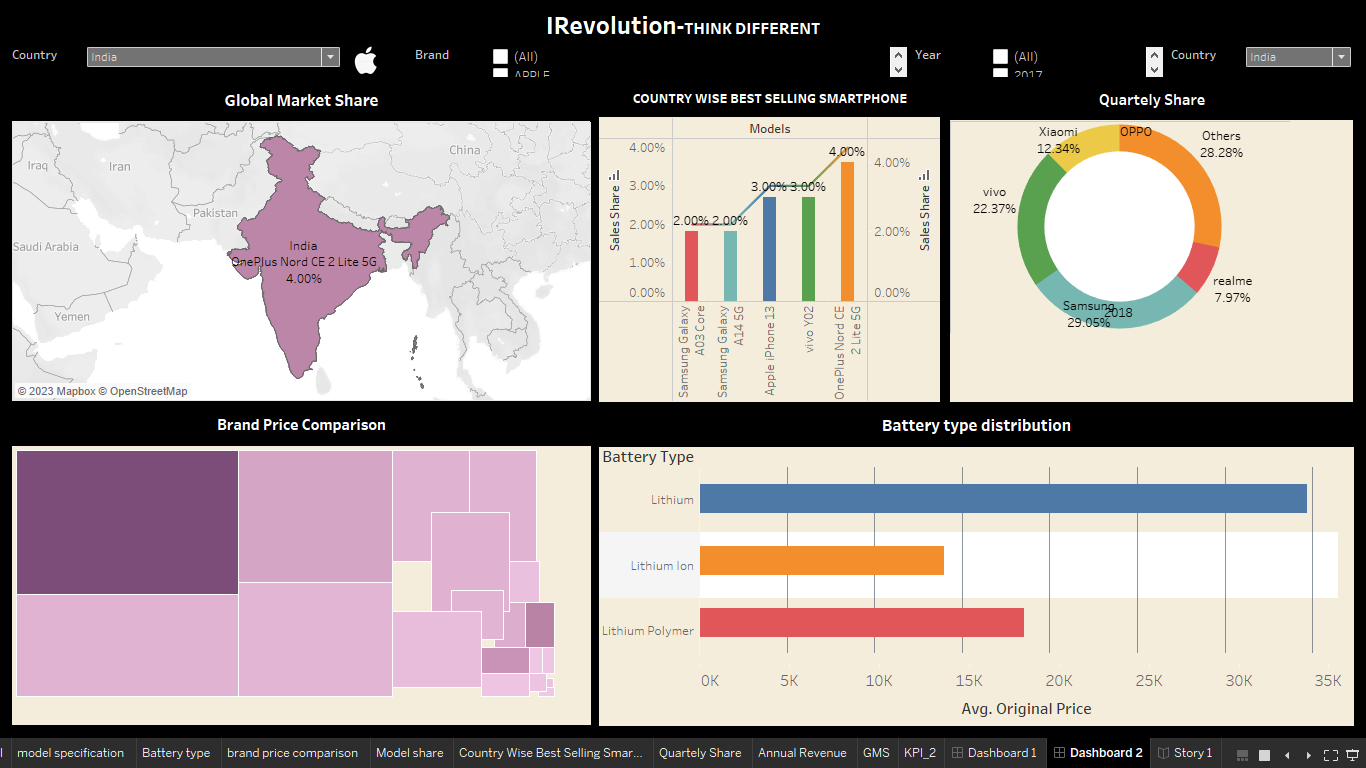 IRevolution-THINK DIFFERENT
Country
India
Brand
(All)
APPLE
Year
(All)
2017
Country
India
Global Market Share
Iraq
Iran
China
Pakistan
Saudi Arabia
Yemen
India
OnePlus Nord CE 2 Lite 5G
4.00%
© 2023 Mapbox © OpenStreetMap
COUNTRY WISE BEST SELLING SMARTPHONE
Models
Sales Share
4.00%
3.00%
2.00%
1.00%
0.00%
2.00%
2.00%
3.00%
3.00%
4.00%
4.00%
2.00%
0.00%
Sales Share
Samsung Galaxy
A03 Core
Samsung Galaxy
A14 5G
Apple iPhone 13
vivo Y02
OnePlus Nord CE
2 Lite 5G
Quartely Share
Xiaomi
12.34%
OPPO
Others
28.28%
vivo
22.37%
realme
7.97%
Samsung
29.05%
2018
Brand Price Comparison
Battery type distribution
Battery Type
Lithium
Lithium Ion
Lithium Polymer
0K
5K
10K
15K
20K
25K
30K
35K
Avg. Original Price
model specification
Battery type
brand price comparison
Model share
Country Wise Best Selling Smar...
Quartely Share
Annual Revenue
GMS
KPI_2
Dashboard 1
Dashboard 2
Story 1